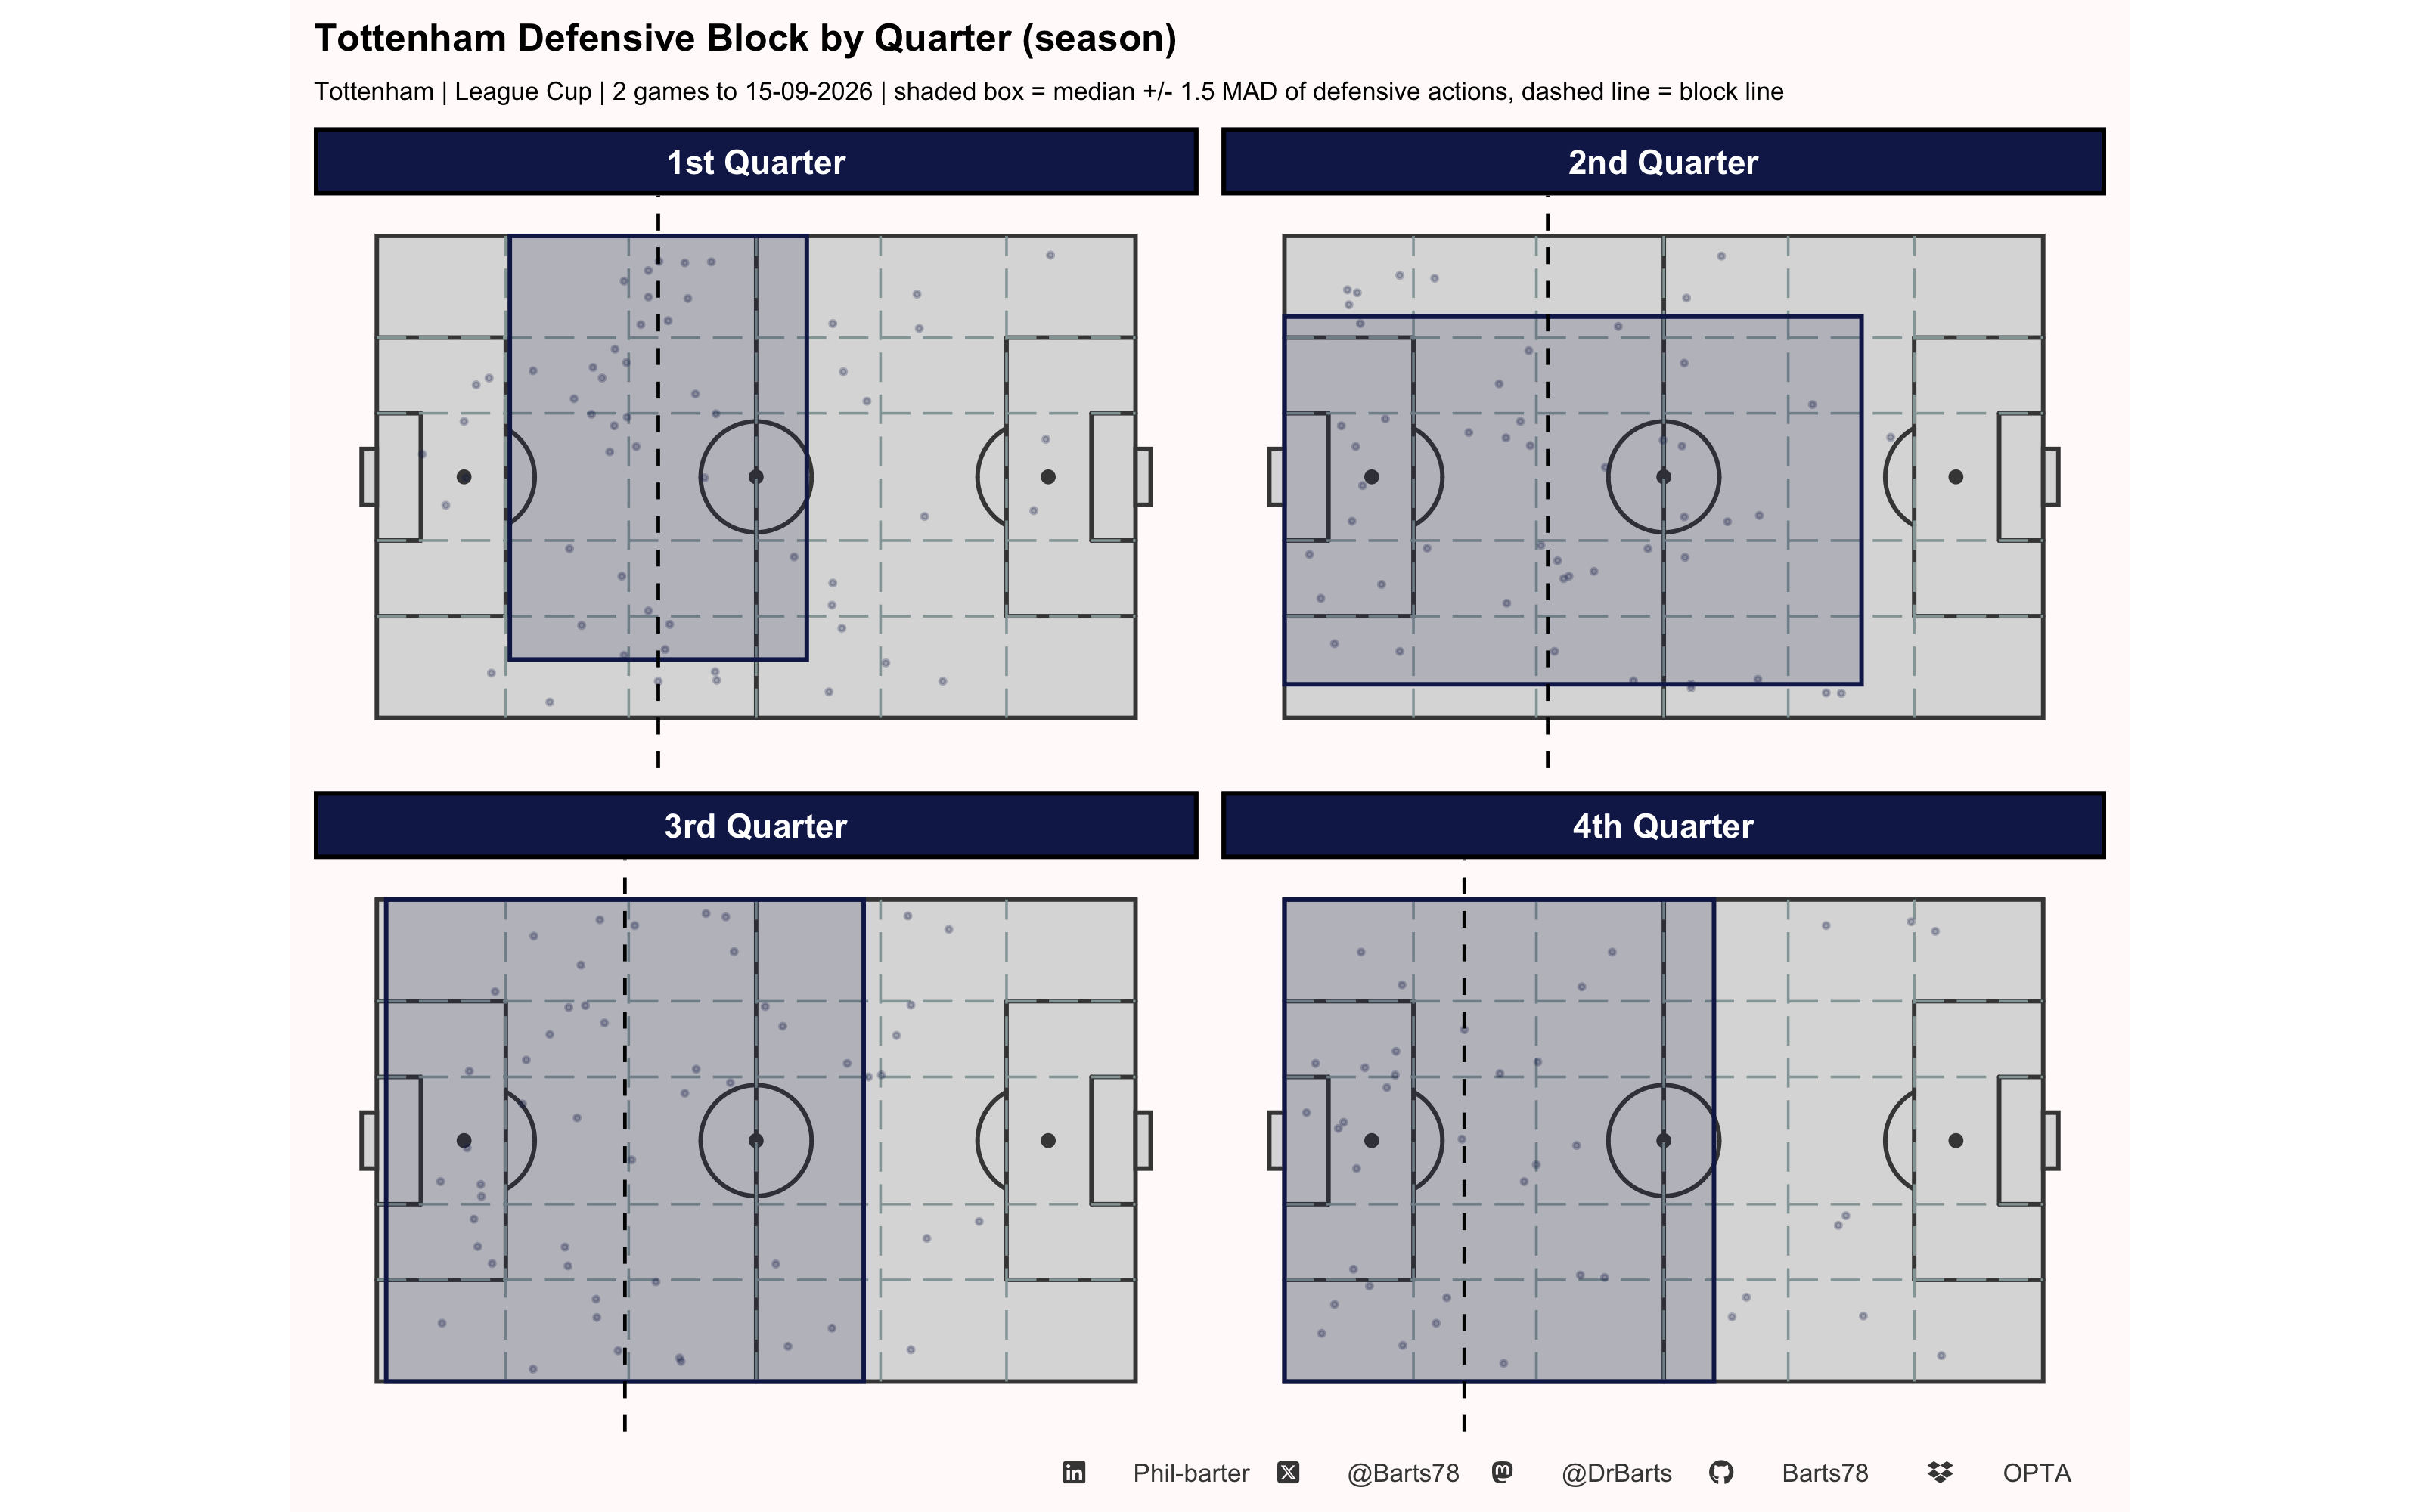 Tottenham Defensive Block by Quarter (season)
Tottenham | League Cup | 2 games to 15-09-2026 | shaded box = median +/- 1.5 MAD of defensive actions, dashed line = block line
1st Quarter
2nd Quarter
3rd Quarter
4th Quarter
Phil-barter @Barts78 @DrBarts Barts78 OPTA